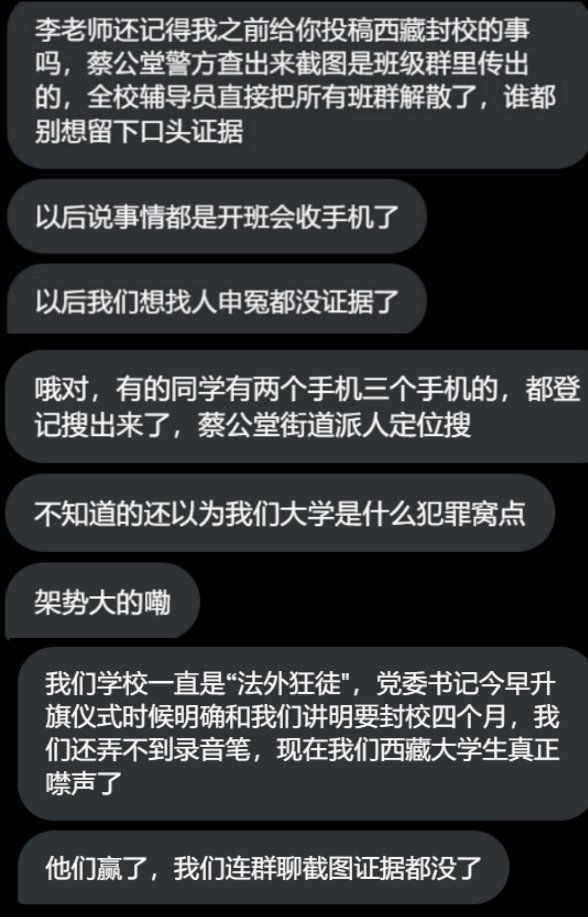 李老师还记得我之前给你投稿西藏封校的事
吗，蔡公堂警方查出来截图是班级群里传出
的，全校辅导员直接把所有班群解散了，谁都
别想留下口头证据
以后说事情都是开班会收手机了
以后我们想找人申冤都没证据了
哦对，有的同学有两个手机三个手机的，都登
记搜出来了，蔡公堂街道派人定位搜
不知道的还以为我们大学是什么犯罪窝点
架势大的嘞
我们学校一直是“法外狂徒"，党委书记今早升
旗仪式时候明确和我们讲明要封校四个月，我
们还弄不到录音笔，现在我们西藏大学生真正
噤声了
他们赢了，我们连群聊截图证据都没了